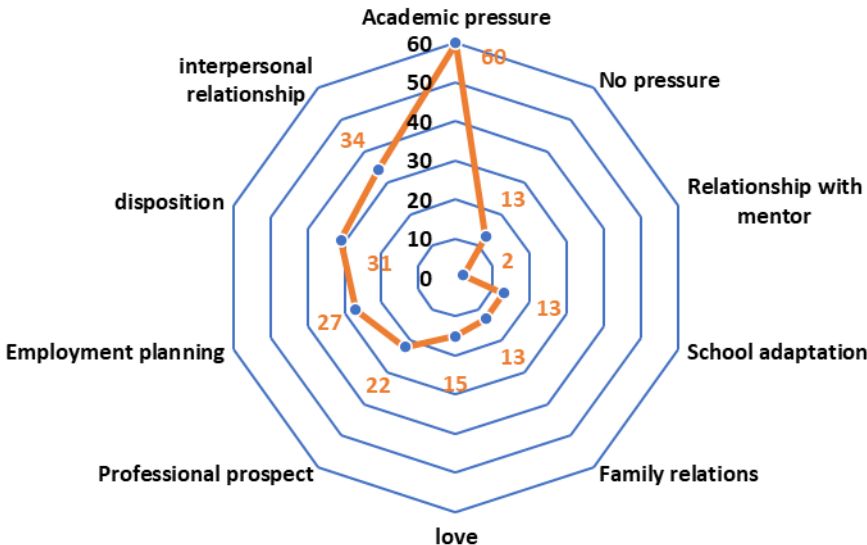 Academic pressure
60
60
interpersonal
relationship
No pressure
50
40
34
30
disposition
13
Relationship with
mentor
20
10
31
2
0
27
13
Employment planning
13
School adaptation
22
15
Professional prospect
Family relations
love